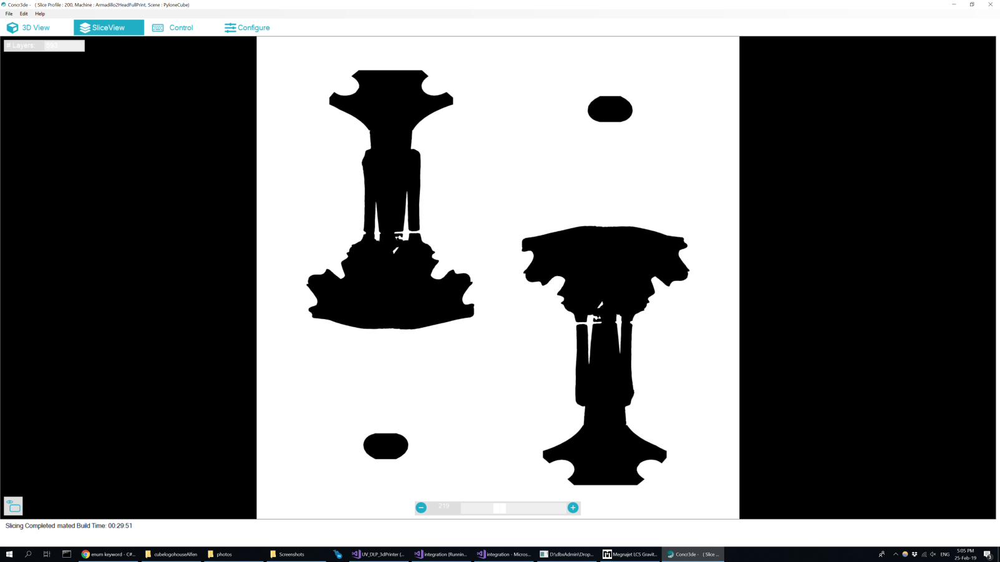 Concr3de - ( Slice Profile : 200, Machine : Armadillo2HeadFullPrint, Scene : PyloneCube)
File Edit Help
3D View SliceView Control Configure
# Layers: 593
219
Slicing Completed mated Build Time: 00:29:51
enum keyword - C#... cubelogohouseAlfen photos Screenshots UV_DLP_3dPrinter (... integration (Runnin... integration - Micros... D:\dbxAdmin\Drop... Megnajet LCS Gravit... Concr3de - ( Slice ... ENG 5:05 PM
25-Feb-19 3